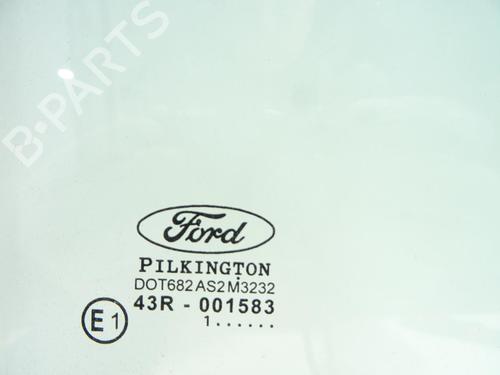 B-PARTS
Ford
PILKINGTON
DOT682 AS2 M3232
43R - 001583
E1
1......